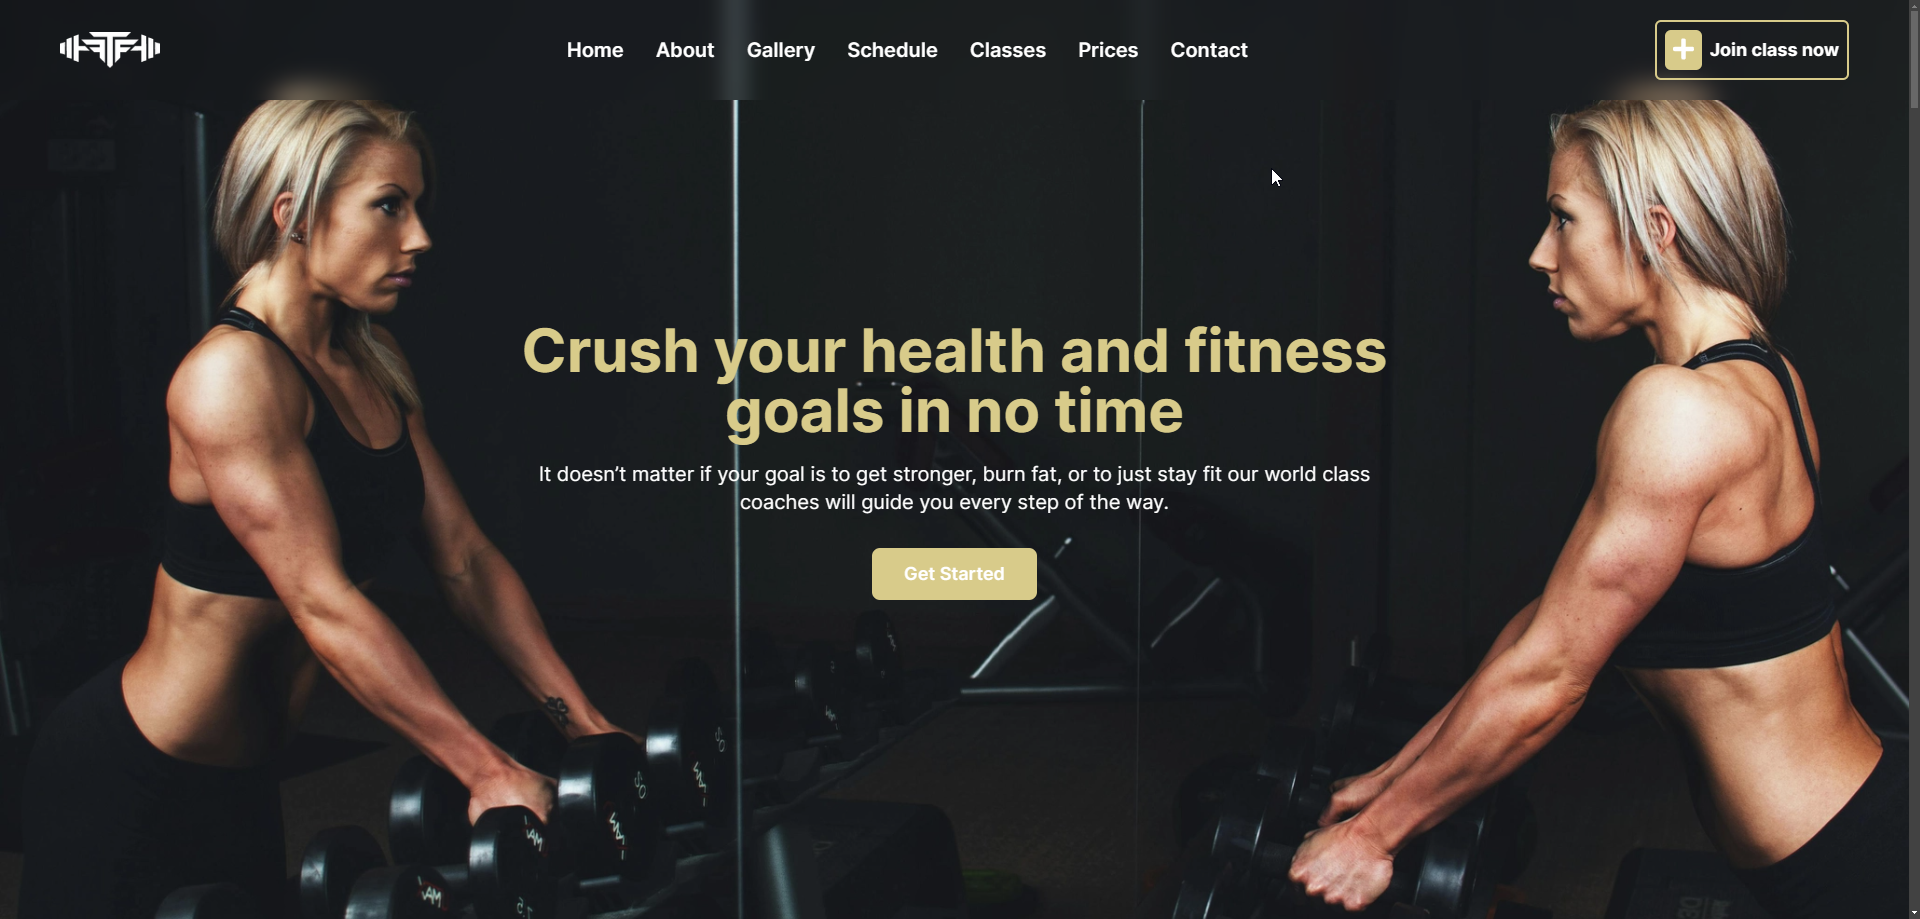 Home About Gallery Schedule Classes Prices Contact
Join class now
Crush your health and fitness
goals in no time
It doesn’t matter if your goal is to get stronger, burn fat, or to just stay fit our world class
coaches will guide you every step of the way.
Get Started